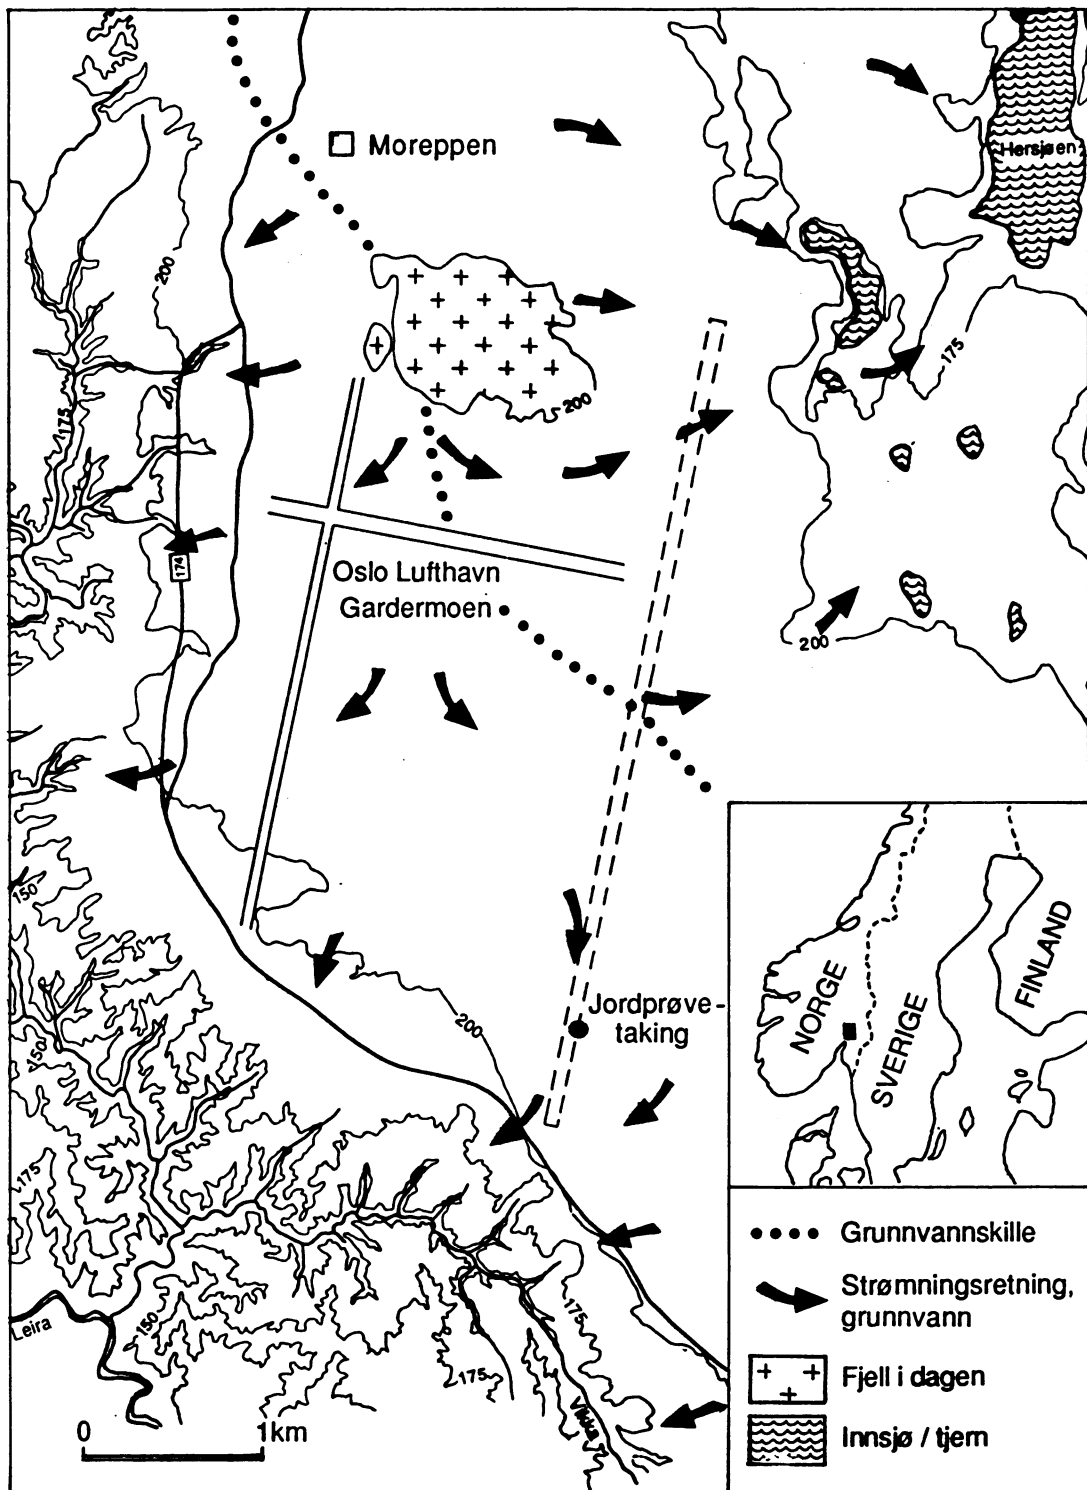 Moreppen
Hersjøen
200
175
175
200
174
Oslo Lufthavn
Gardermoen
200
150
200
Jordprøve-
taking
150
175
150
Leira
175
175
Vikka
0 1km
NORGE
SVERIGE
FINLAND
Grunnvannskille
Strømningsretning,
grunnvann
Fjell i dagen
Innsjø / tjern